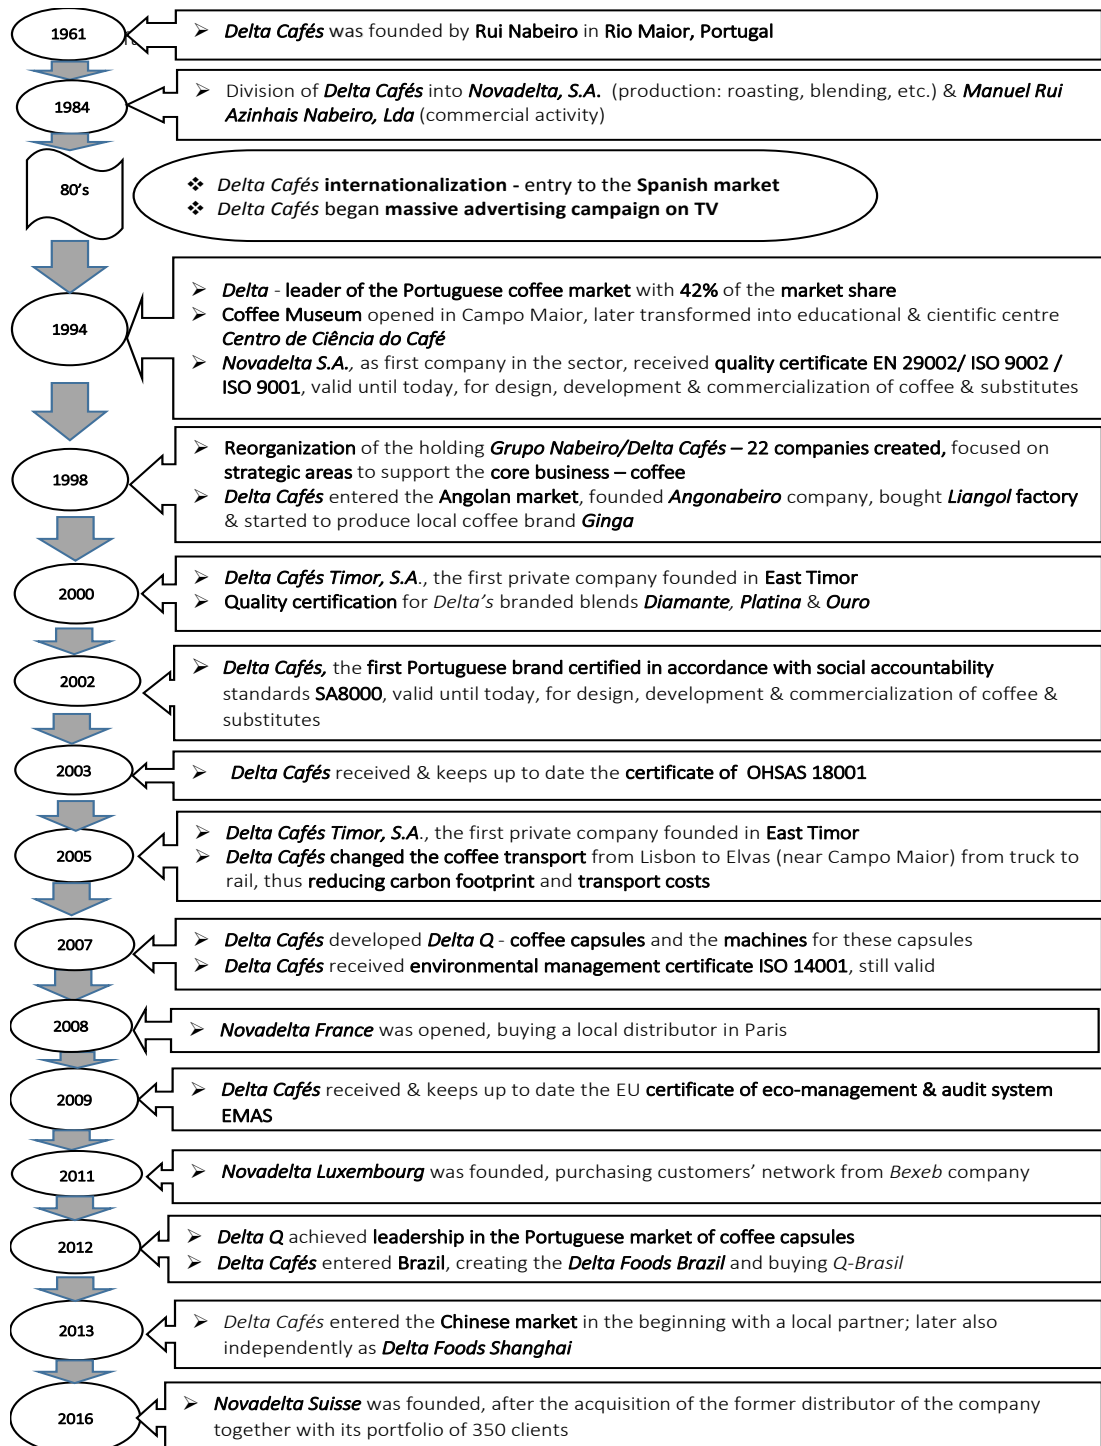 1961
➢ Delta Cafés was founded by Rui Nabeiro in Rio Maior, Portugal
1984
➢ Division of Delta Cafés into Novadelta, S.A. (production: roasting, blending, etc.) & Manuel Rui
Azinhais Nabeiro, Lda (commercial activity)
80's
❖ Delta Cafés internationalization - entry to the Spanish market
❖ Delta Cafés began massive advertising campaign on TV
1994
➢ Delta - leader of the Portuguese coffee market with 42% of the market share
➢ Coffee Museum opened in Campo Maior, later transformed into educational & cientific centre
Centro de Ciência do Café
➢ Novadelta S.A., as first company in the sector, received quality certificate EN 29002/ ISO 9002 /
ISO 9001, valid until today, for design, development & commercialization of coffee & substitutes
1998
➢ Reorganization of the holding Grupo Nabeiro/Delta Cafés – 22 companies created, focused on
strategic areas to support the core business – coffee
➢ Delta Cafés entered the Angolan market, founded Angonabeiro company, bought Liangol factory
& started to produce local coffee brand Ginga
2000
➢ Delta Cafés Timor, S.A., the first private company founded in East Timor
➢ Quality certification for Delta's branded blends Diamante, Platina & Ouro
2002
➢ Delta Cafés, the first Portuguese brand certified in accordance with social accountability
standards SA8000, valid until today, for design, development & commercialization of coffee &
substitutes
2003
➢ Delta Cafés received & keeps up to date the certificate of OHSAS 18001
2005
➢ Delta Cafés Timor, S.A., the first private company founded in East Timor
➢ Delta Cafés changed the coffee transport from Lisbon to Elvas (near Campo Maior) from truck to
rail, thus reducing carbon footprint and transport costs
2007
➢ Delta Cafés developed Delta Q - coffee capsules and the machines for these capsules
➢ Delta Cafés received environmental management certificate ISO 14001, still valid
2008
➢ Novadelta France was opened, buying a local distributor in Paris
2009
➢ Delta Cafés received & keeps up to date the EU certificate of eco-management & audit system
EMAS
2011
➢ Novadelta Luxembourg was founded, purchasing customers' network from Bexeb company
2012
➢ Delta Q achieved leadership in the Portuguese market of coffee capsules
➢ Delta Cafés entered Brazil, creating the Delta Foods Brazil and buying Q-Brasil
2013
➢ Delta Cafés entered the Chinese market in the beginning with a local partner; later also
independently as Delta Foods Shanghai
2016
➢ Novadelta Suisse was founded, after the acquisition of the former distributor of the company
together with its portfolio of 350 clients